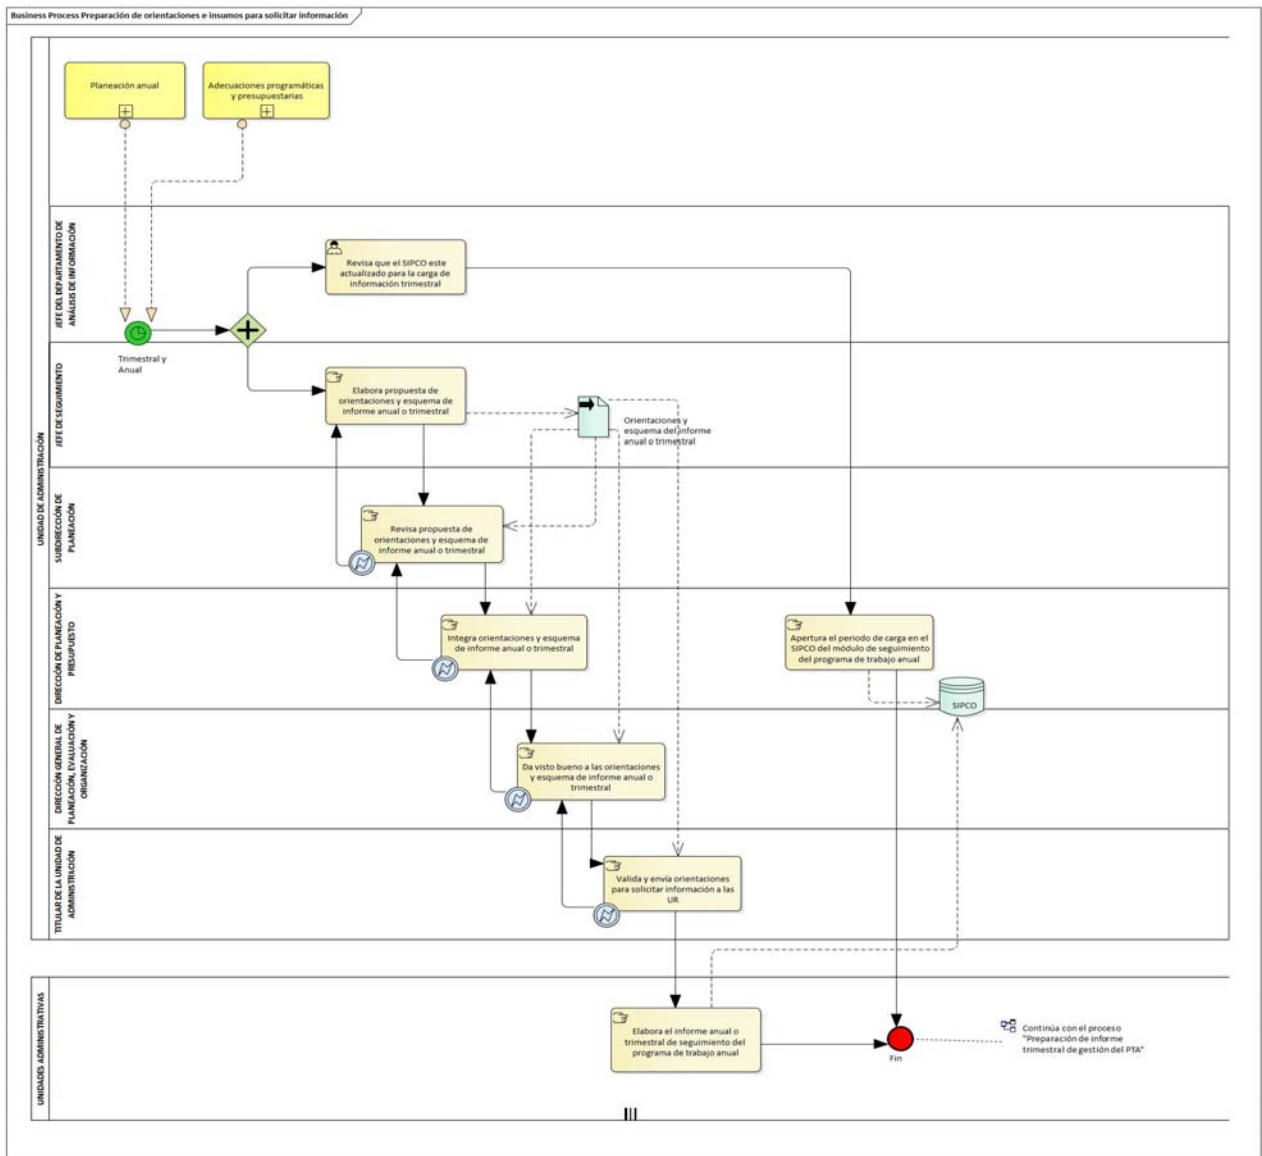 Business Process Preparación de orientaciones e insumos para solicitar información
Planeación anual
Adecuaciones programáticas
y presupuestarias
UNIDAD DE ADMINISTRACIÓN
JEFE DEL DEPARTAMENTO DE
ANÁLISIS DE INFORMACIÓN
Revisa que el SIPCO este
actualizado para la carga de
información trimestral
Trimestral y
Anual
JEFE DE SEGUIMIENTO
Elabora propuesta de
orientaciones y esquema de
informe anual o trimestral
Orientaciones y
esquema del informe
anual o trimestral
SUBDIRECCIÓN DE
PLANEACIÓN
Revisa propuesta de
orientaciones y esquema de
informe anual o trimestral
DIRECCIÓN DE PLANEACIÓN Y
PRESUPUESTO
Integra orientaciones y esquema
de informe anual o trimestral
Apertura el periodo de carga en el
SIPCO del módulo de seguimiento
del programa de trabajo anual
SIPCO
DIRECCIÓN GENERAL DE
PLANEACIÓN, EVALUACIÓN Y
ORGANIZACIÓN
Da visto bueno a las orientaciones
y esquema de informe anual o
trimestral
TITULAR DE LA UNIDAD DE
ADMINISTRACIÓN
Valida y envía orientaciones
para solicitar información a las
UR
UNIDADES ADMINISTRATIVAS
Elabora el informe anual o
trimestral de seguimiento del
programa de trabajo anual
Fin
Continúa con el proceso
"Preparación de informe
trimestral de gestión del PTA"